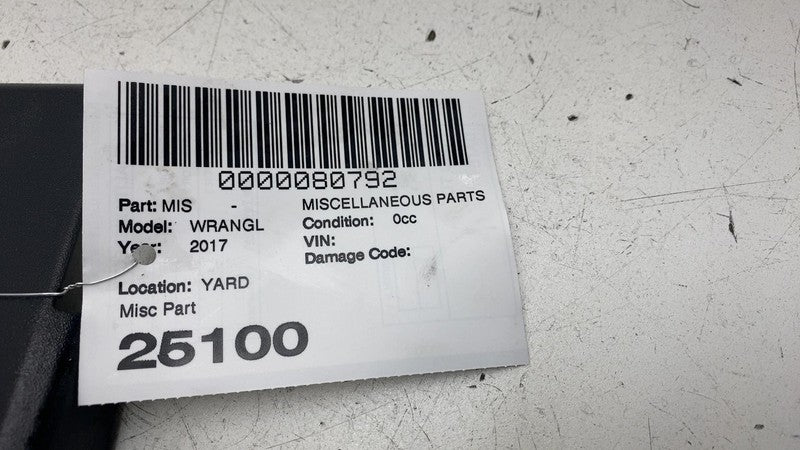 0000080792
Part: MIS - MISCELLANEOUS PARTS
Model: WRANGL Condition: 0cc
Year: 2017 VIN:
Damage Code:
Location: YARD
Misc Part
25100